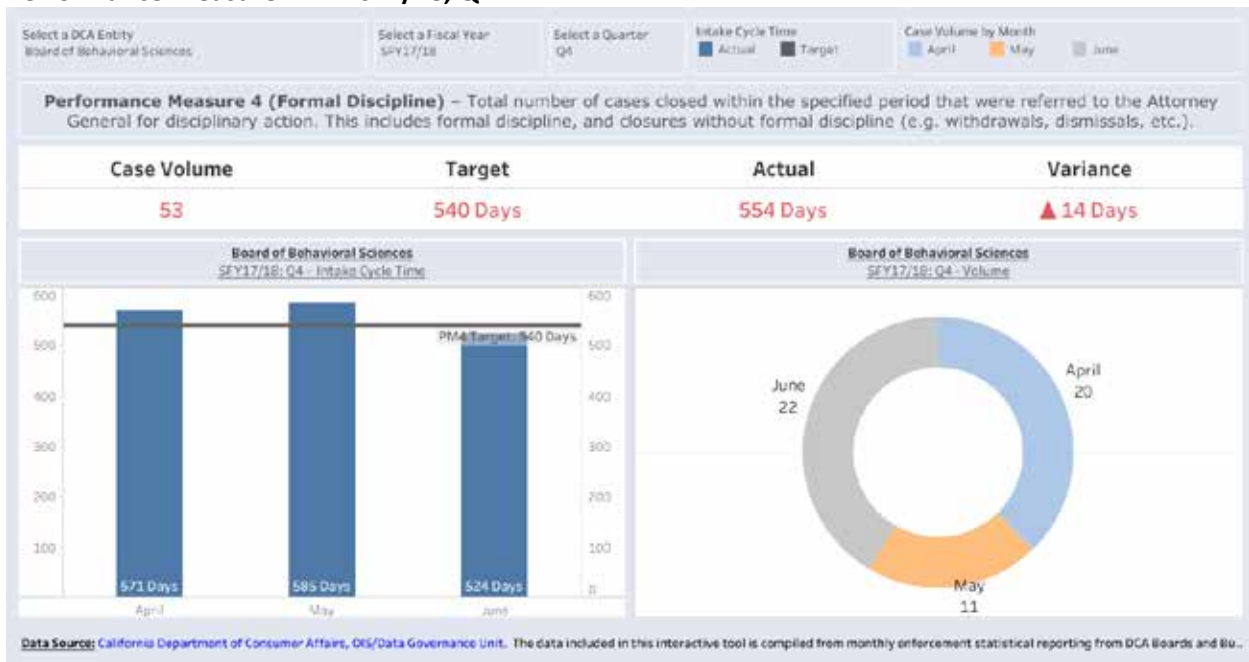 Select a DCA Entity
Board of Behavioral Sciences
Select a Fiscal Year
SFY17/18
Select a Quarter
Q4
Intake Cycle Time
Actual Target
Case Volume by Month
April May June
Performance Measure 4 (Formal Discipline) – Total number of cases closed within the specified period that were referred to the Attorney
General for disciplinary action. This includes formal discipline, and closures without formal discipline (e.g. withdrawals, dismissals, etc.).
Case Volume Target Actual Variance
53 540 Days 554 Days ▲ 14 Days
Board of Behavioral Sciences
SFY17/18: Q4 - Intake Cycle Time
600 600
PM4 Target: 540 Days
500 500
400 400
300 300
200 200
100 100
0
571 Days 585 Days 524 Days
April May June
Board of Behavioral Sciences
SFY17/18: Q4 - Volume
April
20
June
22
May
11
Data Source: California Department of Consumer Affairs, OIS/Data Governance Unit. The data included in this interactive tool is compiled from monthly enforcement statistical reporting from DCA Boards and Bu..